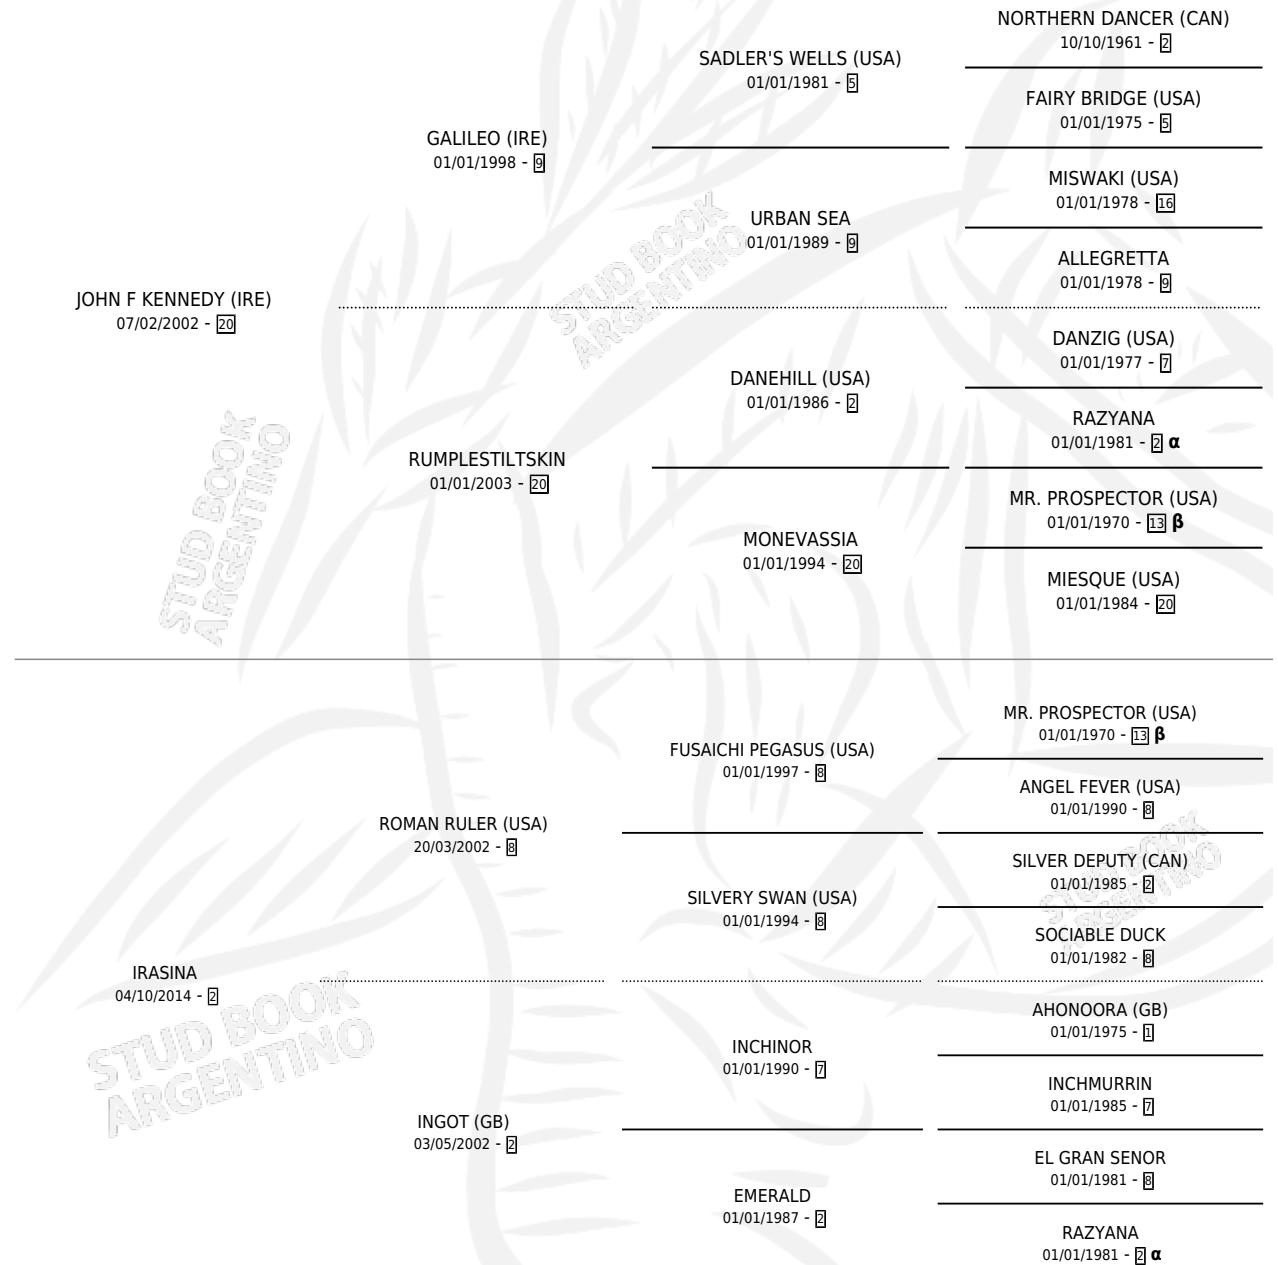 NORTHERN DANCER (CAN)
10/10/1961 - 2
SADLER'S WELLS (USA)
01/01/1981 - 5
FAIRY BRIDGE (USA)
01/01/1975 - 5
GALILEO (IRE)
01/01/1998 - 9
MISWAKI (USA)
01/01/1978 - 16
URBAN SEA
01/01/1989 - 9
ALLEGRETTA
01/01/1978 - 9
JOHN F KENNEDY (IRE)
07/02/2002 - 20
DANZIG (USA)
01/01/1977 - 7
DANEHILL (USA)
01/01/1986 - 2
RAZYANA
01/01/1981 - 2 α
RUMPLESTILTSKIN
01/01/2003 - 20
MR. PROSPECTOR (USA)
01/01/1970 - 13 β
MONEVASSIA
01/01/1994 - 20
MIESQUE (USA)
01/01/1984 - 20
MR. PROSPECTOR (USA)
01/01/1970 - 13 β
FUSAICHI PEGASUS (USA)
01/01/1997 - 8
ANGEL FEVER (USA)
01/01/1990 - 8
ROMAN RULER (USA)
20/03/2002 - 8
SILVER DEPUTY (CAN)
01/01/1985 - 2
SILVERY SWAN (USA)
01/01/1994 - 8
SOCIABLE DUCK
01/01/1982 - 8
IRASINA
04/10/2014 - 2
AHONOORA (GB)
01/01/1975 - 1
INCHINOR
01/01/1990 - 7
INCHMURRIN
01/01/1985 - 7
INGOT (GB)
03/05/2002 - 2
EL GRAN SENOR
01/01/1981 - 8
EMERALD
01/01/1987 - 2
RAZYANA
01/01/1981 - 2 α
STUD BOOK
ARGENTINO
STUD BOOK
ARGENTINO
STUD BOOK
ARGENTINO
STUD BOOK
ARGENTINO